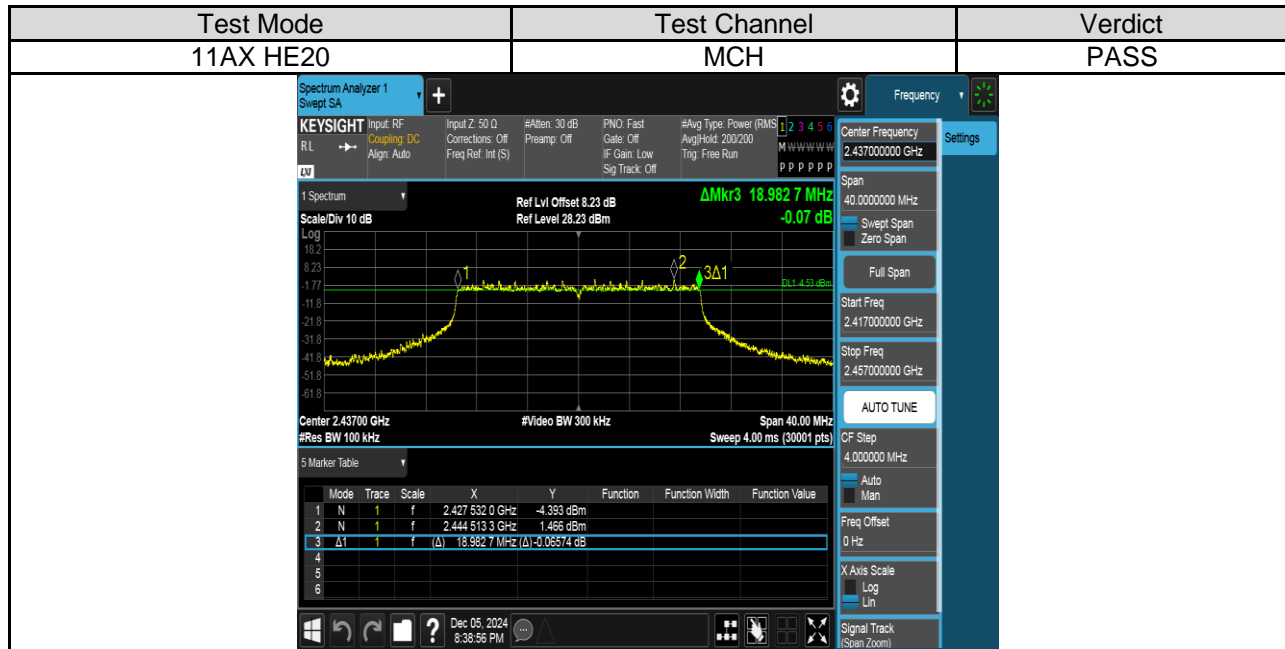 Test Mode Test Channel Verdict
11AX HE20 MCH PASS
Spectrum Analyzer 1
Swept SA
+
Frequency
KEYSIGHT
RL
LXI
Input: RF
Coupling: DC
Align: Auto
Input Z: 50 Ω
Corrections: Off
Freq Ref: Int (S)
#Atten: 30 dB
Preamp: Off
PNO: Fast
Gate: Off
IF Gain: Low
Sig Track: Off
#Avg Type: Power (RMS
Avg|Hold: 200/200
Trig: Free Run
1 2 3 4 5 6
M W W W W W
P P P P P P
1 Spectrum
Scale/Div 10 dB
Ref Lvl Offset 8.23 dB
Ref Level 28.23 dBm
ΔMkr3 18.982 7 MHz
-0.07 dB
Log
18.2
8.23
-1.77
-11.8
-21.8
-31.8
-41.8
-51.8
-61.8
1
2
3Δ1
DL1 -4.53 dBm
Center 2.43700 GHz #Video BW 300 kHz Span 40.00 MHz
#Res BW 100 kHz Sweep 4.00 ms (30001 pts)
5 Marker Table
Mode Trace Scale X Y Function Function Width Function Value
1 N 1 f 2.427 532 0 GHz -4.393 dBm
2 N 1 f 2.444 513 3 GHz 1.466 dBm
3 Δ1 1 f (Δ) 18.982 7 MHz (Δ) -0.06574 dB
4
5
6
?
Dec 05, 2024
8:38:56 PM
Center Frequency
2.437000000 GHz
Settings
Span
40.0000000 MHz
Swept Span
Zero Span
Full Span
Start Freq
2.417000000 GHz
Stop Freq
2.457000000 GHz
AUTO TUNE
CF Step
4.000000 MHz
Auto
Man
Freq Offset
0 Hz
X Axis Scale
Log
Lin
Signal Track
(Span Zoom)